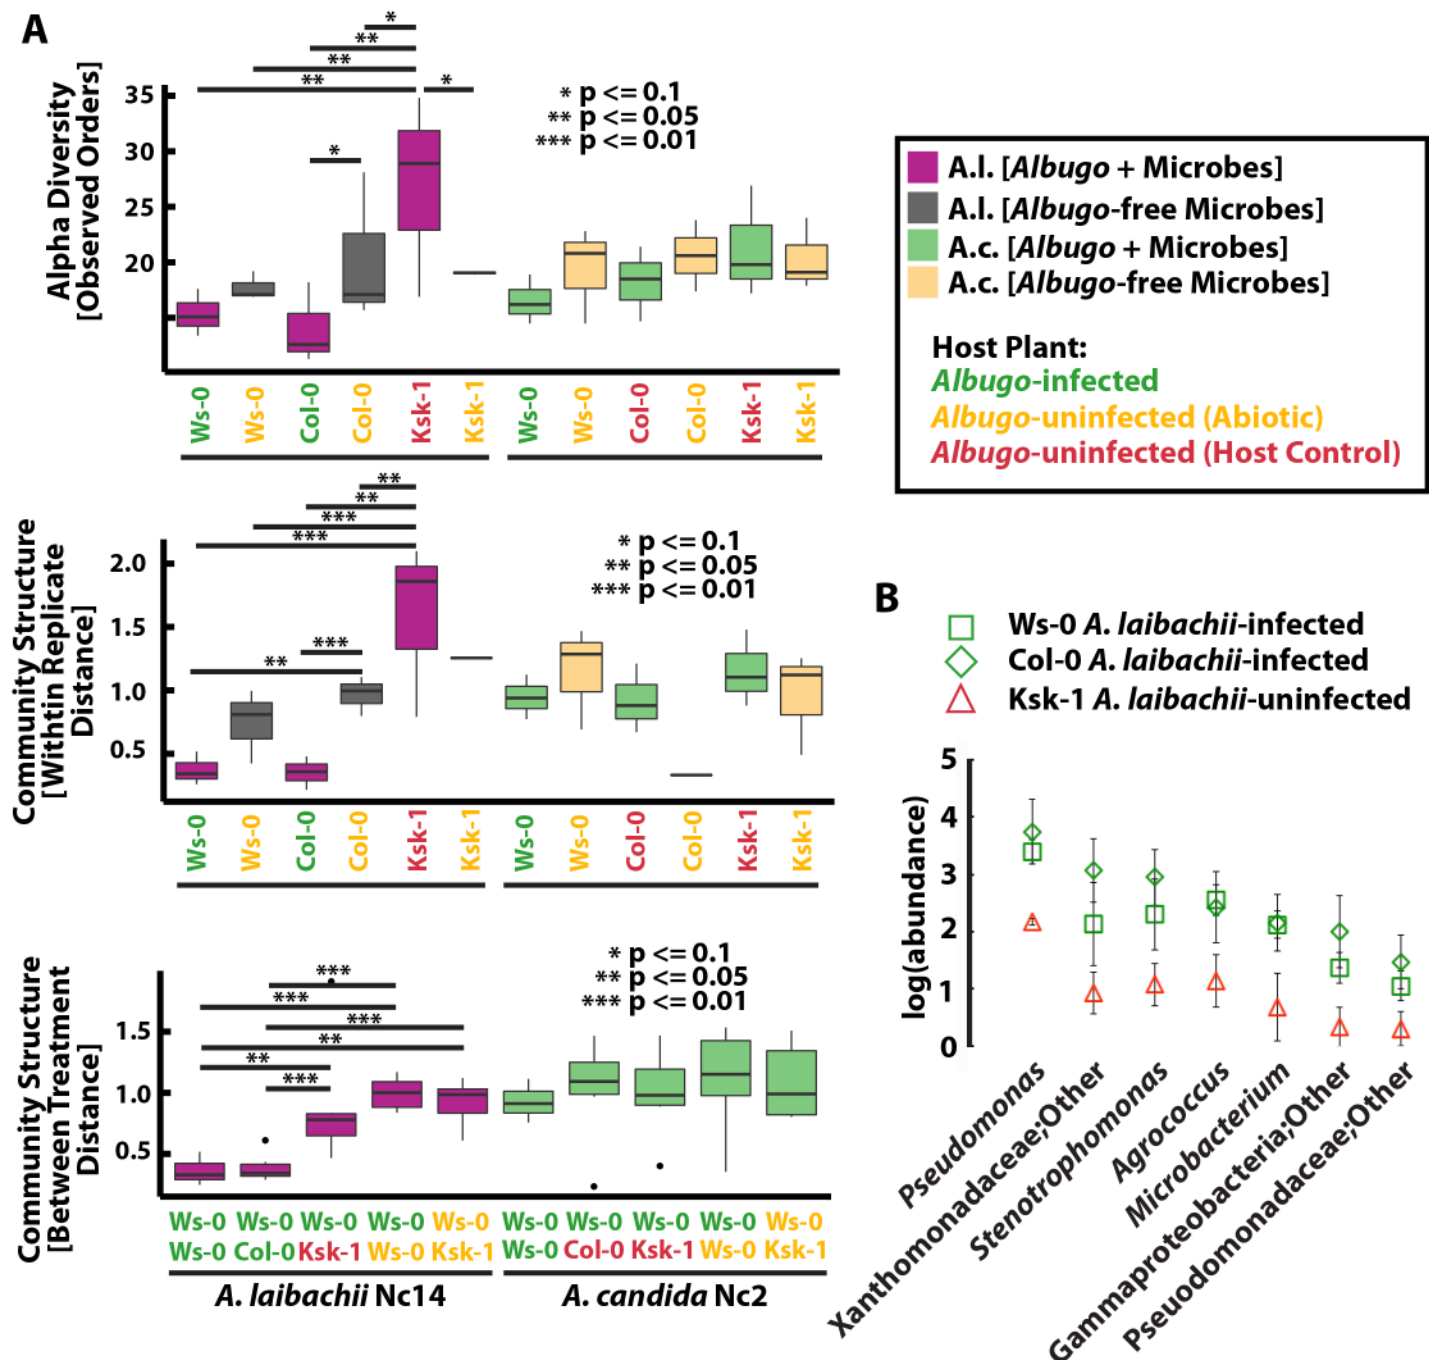 A
*
**
**
** *
*
Alpha Diversity
[Observed Orders]
35
30
25
20
* p <= 0.1
** p <= 0.05
*** p <= 0.01
Ws-0 Ws-0 Col-0 Col-0 Ksk-1 Ksk-1 Ws-0 Ws-0 Col-0 Col-0 Ksk-1 Ksk-1
A.l. [Albugo + Microbes]
A.l. [Albugo-free Microbes]
A.c. [Albugo + Microbes]
A.c. [Albugo-free Microbes]
Host Plant:
Albugo-infected
Albugo-uninfected (Abiotic)
Albugo-uninfected (Host Control)
**
**
***
***
***
**
Community Structure
[Withtin Replicate
Distance]
2.0
1.5
1.0
0.5
* p <= 0.1
** p <= 0.05
*** p <= 0.01
Ws-0 Ws-0 Col-0 Col-0 Ksk-1 Ksk-1 Ws-0 Ws-0 Col-0 Col-0 Ksk-1 Ksk-1
***
***
***
**
**
***
Community Structure
[Between Treatment
Distance]
1.5
1.0
0.5
* p <= 0.1
** p <= 0.05
*** p <= 0.01
Ws-0 Ws-0 Ws-0 Ws-0 Ws-0 Ws-0 Ws-0 Ws-0 Ws-0 Ws-0
Ws-0 Col-0 Ksk-1 Ws-0 Ksk-1 Ws-0 Col-0 Ksk-1 Ws-0 Ksk-1
A. laibachii Nc14 A. candida Nc2
B
Ws-0 A. laibachii-infected
Col-0 A. laibachii-infected
Ksk-1 A. laibachii-uninfected
log(abundance)
5
4
3
2
1
0
Pseudomonas
Xanthomonadaceae;Other
Stenotrophomonas
Agrococcus
Microbacterium
Gammaproteobacteria;Other
Pseuodomonadaceae;Other